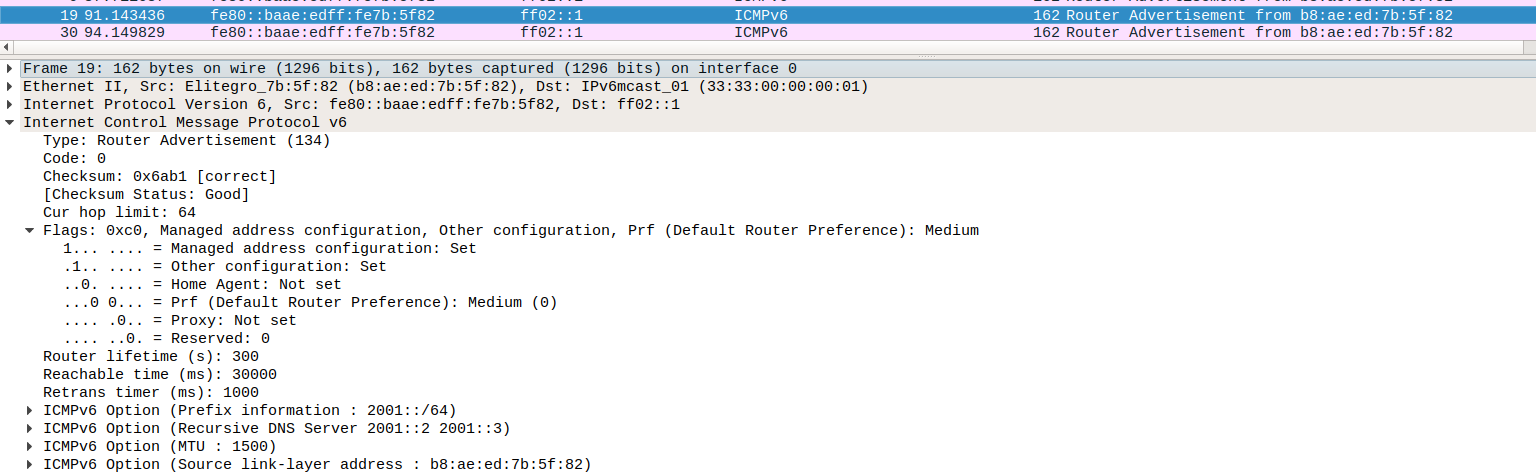 19 91.143436 fe80::baae:edff:fe7b:5f82 ff02::1 ICMPv6 162 Router Advertisement from b8:ae:ed:7b:5f:82
30 94.149829 fe80::baae:edff:fe7b:5f82 ff02::1 ICMPv6 162 Router Advertisement from b8:ae:ed:7b:5f:82
Frame 19: 162 bytes on wire (1296 bits), 162 bytes captured (1296 bits) on interface 0
Ethernet II, Src: Elitegro_7b:5f:82 (b8:ae:ed:7b:5f:82), Dst: IPv6mcast_01 (33:33:00:00:00:01)
Internet Protocol Version 6, Src: fe80::baae:edff:fe7b:5f82, Dst: ff02::1
Internet Control Message Protocol v6
Type: Router Advertisement (134)
Code: 0
Checksum: 0x6ab1 [correct]
[Checksum Status: Good]
Cur hop limit: 64
Flags: 0xc0, Managed address configuration, Other configuration, Prf (Default Router Preference): Medium
1... .... = Managed address configuration: Set
.1.. .... = Other configuration: Set
..0. .... = Home Agent: Not set
...0 0... = Prf (Default Router Preference): Medium (0)
.... .0.. = Proxy: Not set
.... ..0. = Reserved: 0
Router lifetime (s): 300
Reachable time (ms): 30000
Retrans timer (ms): 1000
ICMPv6 Option (Prefix information : 2001::/64)
ICMPv6 Option (Recursive DNS Server 2001::2 2001::3)
ICMPv6 Option (MTU : 1500)
ICMPv6 Option (Source link-layer address : b8:ae:ed:7b:5f:82)